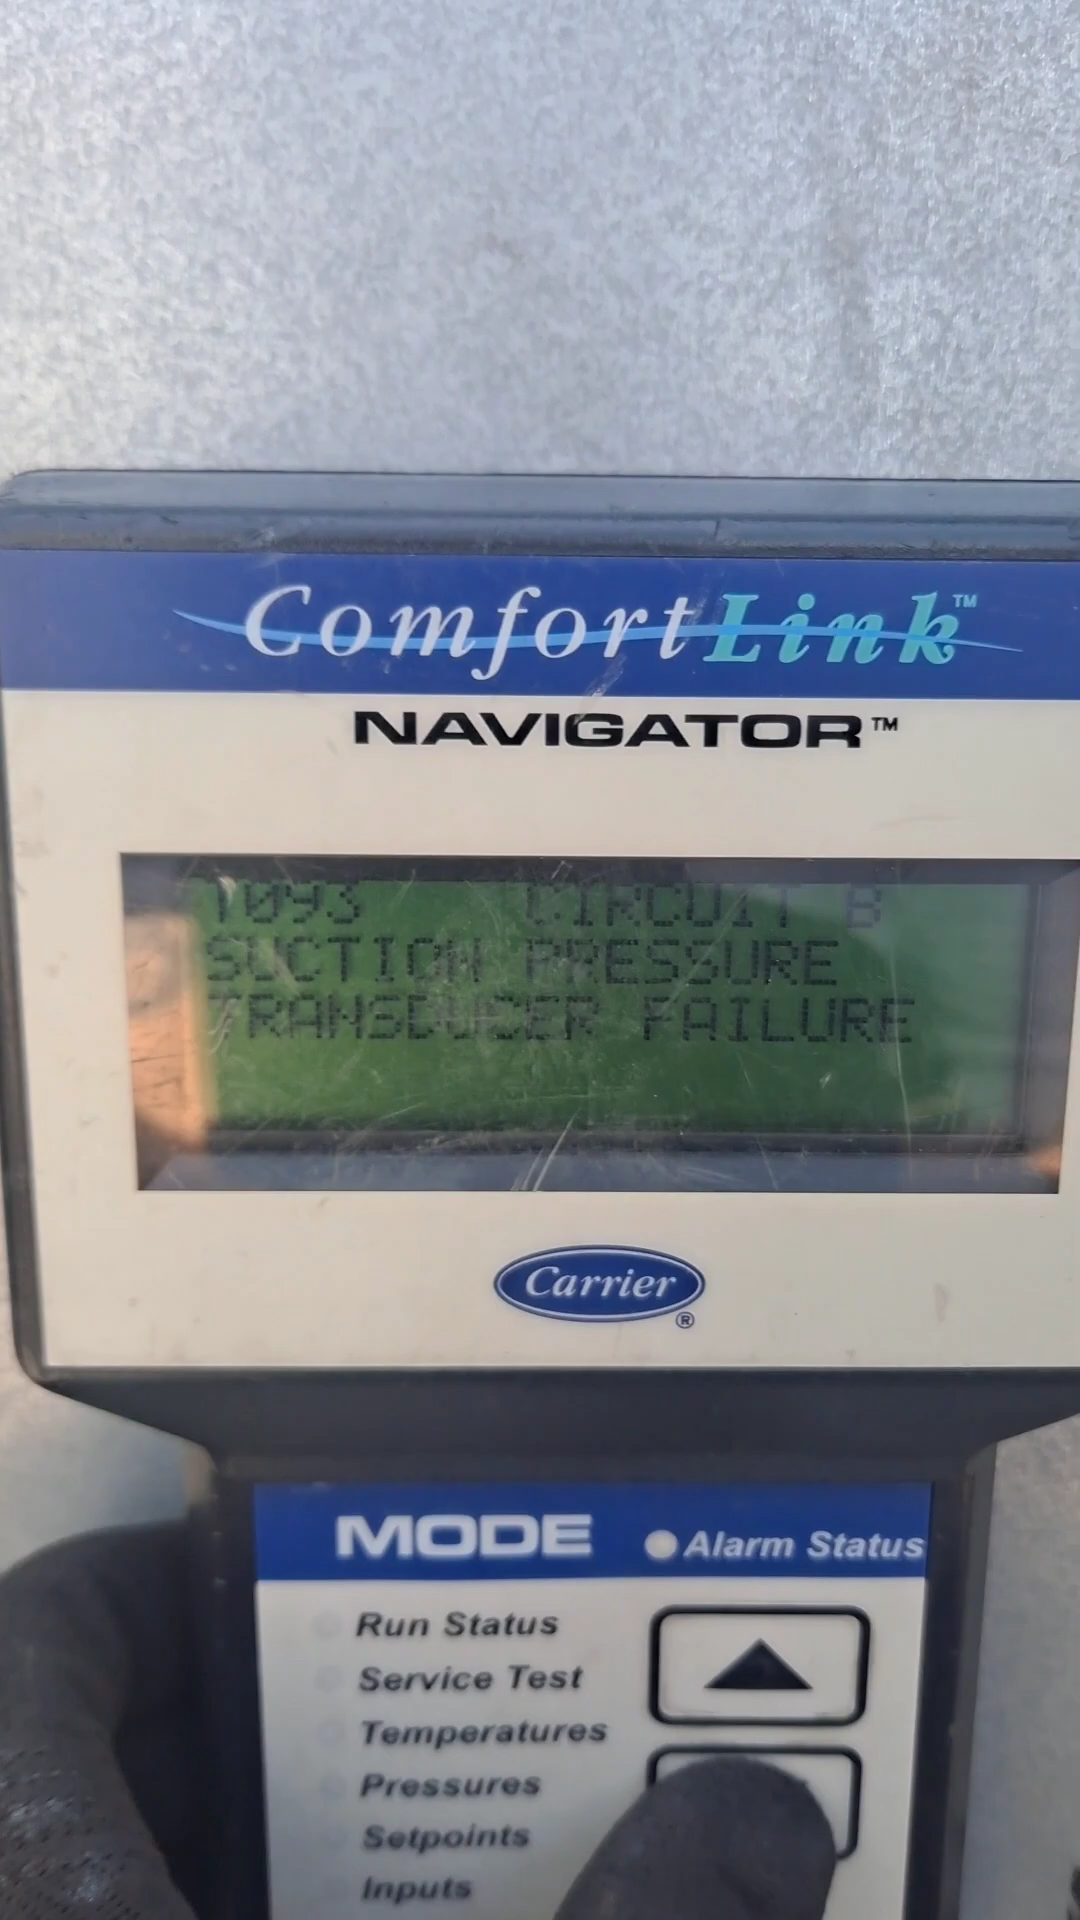 ComfortLink™
NAVIGATOR™
T093 CIRCUIT B
SUCTION PRESSURE
TRANSDUCER FAILURE
Carrier®
MODE
Alarm Status
Run Status
Service Test
Temperatures
Pressures
Setpoints
Inputs